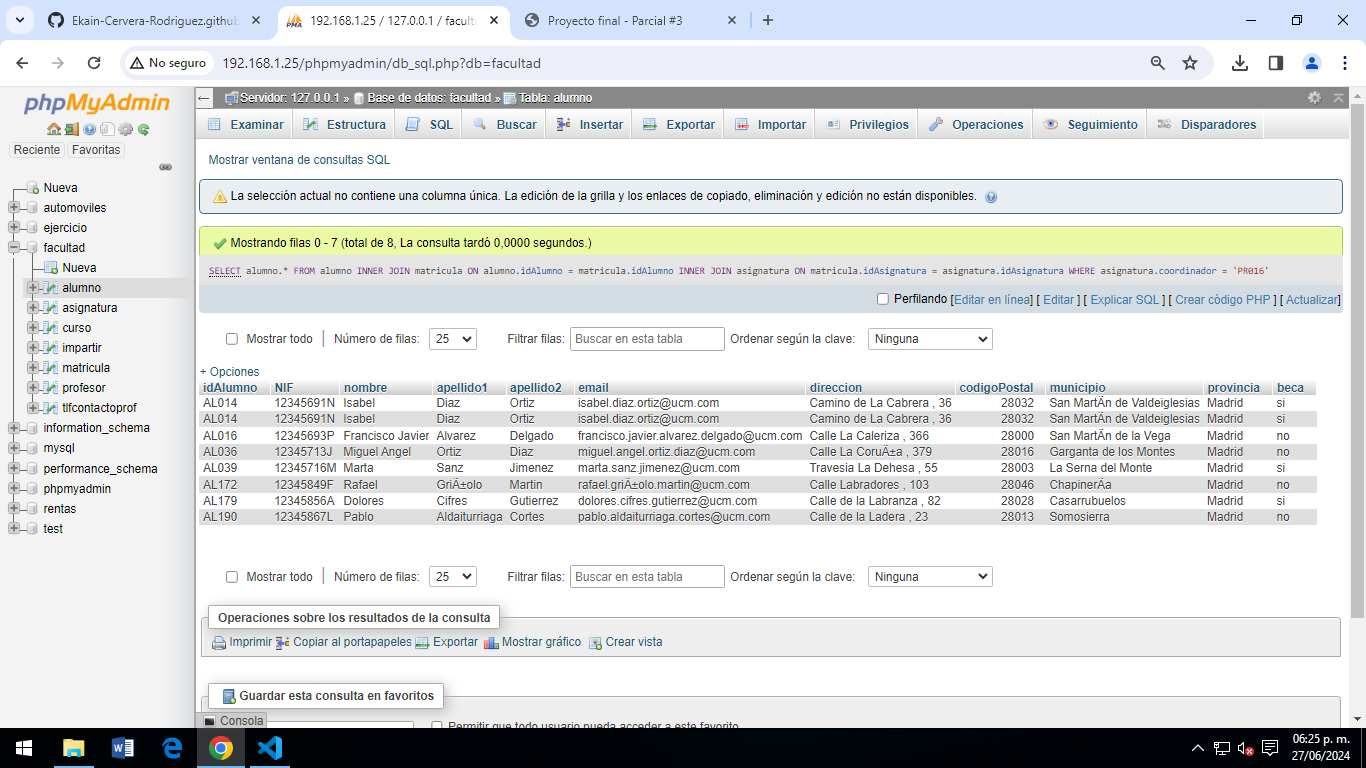 Ekain-Cervera-Rodriguez.github
192.168.1.25 / 127.0.0.1 / faculta
PMA
Proyecto final - Parcial #3
No seguro
192.168.1.25/phpmyadmin/db_sql.php?db=facultad
phpMyAdmin
Reciente Favoritas
Nueva
automoviles
ejercicio
facultad
Nueva
alumno
asignatura
curso
impartir
matricula
profesor
tlfcontactoprof
information_schema
mysql
performance_schema
phpmyadmin
rentas
test
Servidor: 127.0.0.1 » Base de datos: facultad » Tabla: alumno
Examinar Estructura SQL Buscar Insertar Exportar Importar Privilegios Operaciones Seguimiento Disparadores
Mostrar ventana de consultas SQL
La selección actual no contiene una columna única. La edición de la grilla y los enlaces de copiado, eliminación y edición no están disponibles.
Mostrando filas 0 - 7 (total de 8, La consulta tardó 0,0000 segundos.)
SELECT alumno.* FROM alumno INNER JOIN matricula ON alumno.idAlumno = matricula.idAlumno INNER JOIN asignatura ON matricula.idAsignatura = asignatura.idAsignatura WHERE asignatura.coordinador = 'PR016'
Perfilando [Editar en línea] [ Editar ] [ Explicar SQL ] [ Crear código PHP ] [ Actualizar]
Mostrar todo | Número de filas: 25 Filtrar filas: Buscar en esta tabla Ordenar según la clave: Ninguna
+ Opciones
idAlumno NIF nombre apellido1 apellido2 email direccion codigoPostal municipio provincia beca
AL014 12345691N Isabel Diaz Ortiz isabel.diaz.ortiz@ucm.com Camino de La Cabrera , 36 28032 San MartÃn de Valdeiglesias Madrid si
AL014 12345691N Isabel Diaz Ortiz isabel.diaz.ortiz@ucm.com Camino de La Cabrera , 36 28032 San MartÃn de Valdeiglesias Madrid si
AL016 12345693P Francisco Javier Alvarez Delgado francisco.javier.alvarez.delgado@ucm.com Calle La Caleriza , 366 28000 San MartÃn de la Vega Madrid no
AL036 12345713J Miguel Angel Ortiz Diaz miguel.angel.ortiz.diaz@ucm.com Calle La CoruÃ±a , 379 28016 Garganta de los Montes Madrid no
AL039 12345716M Marta Sanz Jimenez marta.sanz.jimenez@ucm.com Travesia La Dehesa , 55 28003 La Serna del Monte Madrid si
AL172 12345849F Rafael GriÃ±olo Martin rafael.griÃ±olo.martin@ucm.com Calle Labradores , 103 28046 ChapinerÃa Madrid no
AL179 12345856A Dolores Cifres Gutierrez dolores.cifres.gutierrez@ucm.com Calle de la Labranza , 82 28028 Casarrubuelos Madrid si
AL190 12345867L Pablo Aldaiturriaga Cortes pablo.aldaiturriaga.cortes@ucm.com Calle de la Ladera , 23 28013 Somosierra Madrid no
Mostrar todo | Número de filas: 25 Filtrar filas: Buscar en esta tabla Ordenar según la clave: Ninguna
Operaciones sobre los resultados de la consulta
Imprimir Copiar al portapapeles Exportar Mostrar gráfico Crear vista
Guardar esta consulta en favoritos
Permitir que todo usuario pueda acceder a este favorito
Consola
06:25 p. m.
27/06/2024